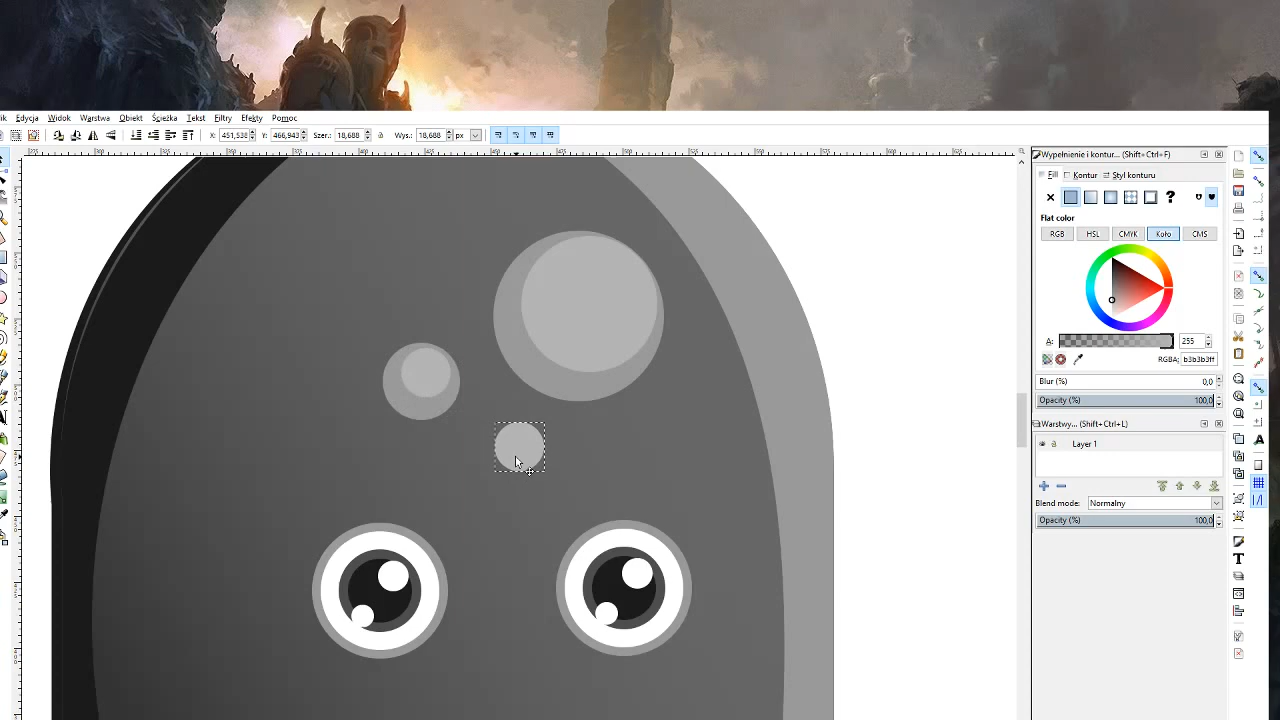 ik Edycja Widok Warstwa Obiekt Ścieżka Tekst Filtry Efekty Pomoc
X: 451,538 Y: 466,943 Szer.: 18,688 Wys.: 18,688 px
Wypełnienie i kontur... (Shift+Ctrl+F)
Fill Kontur Styl konturu
?
Flat color
RGB HSL CMYK Koło CMS
A: 255
RGBA: b3b3b3ff
Blur (%) 0,0
Opacity (%) 100,0
Warstwy... (Shift+Ctrl+L)
Layer 1
Blend mode: Normalny
Opacity (%) 100,0